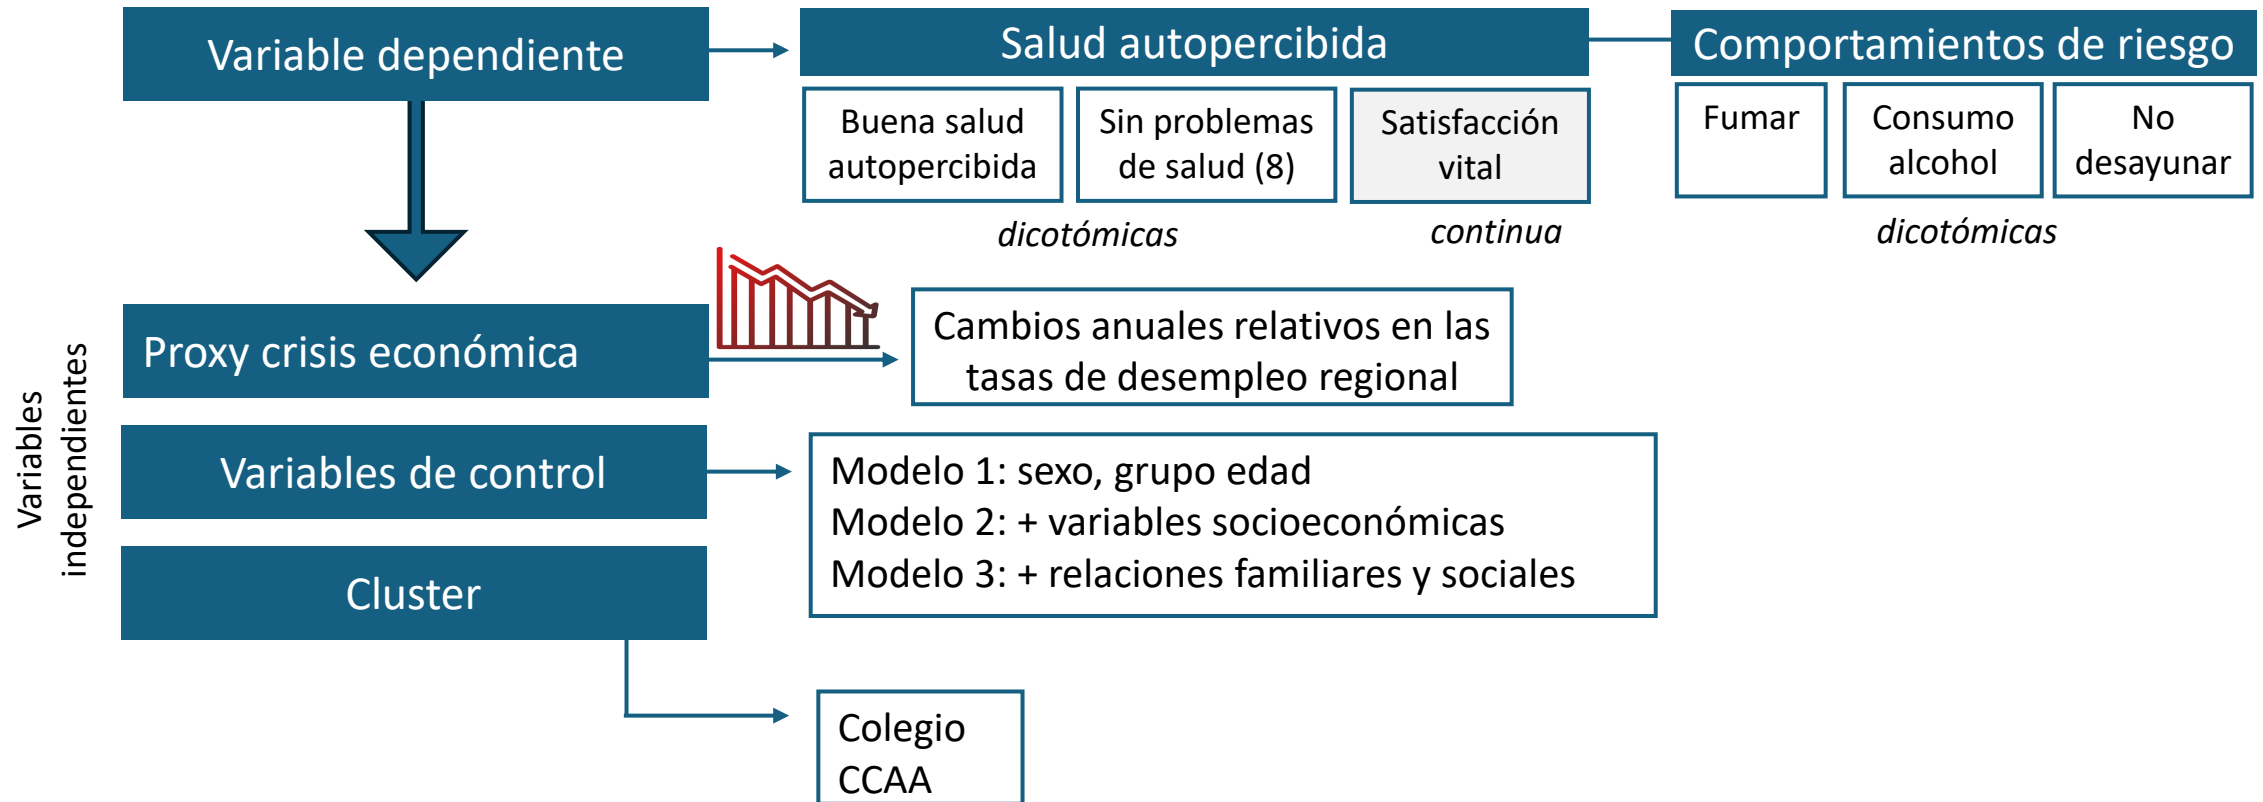 Variable dependiente
Salud autopercibida
Comportamientos de riesgo
Buena salud
autopercibida
Sin problemas
de salud (8)
Satisfacción
vital
Fumar
Consumo
alcohol
No
desayunar
dicotómicas
continua
dicotómicas
Variables
independientes
Proxy crisis económica
Cambios anuales relativos en las
tasas de desempleo regional
Variables de control
Modelo 1: sexo, grupo edad
Modelo 2: + variables socioeconómicas
Modelo 3: + relaciones familiares y sociales
Cluster
Colegio
CCAA